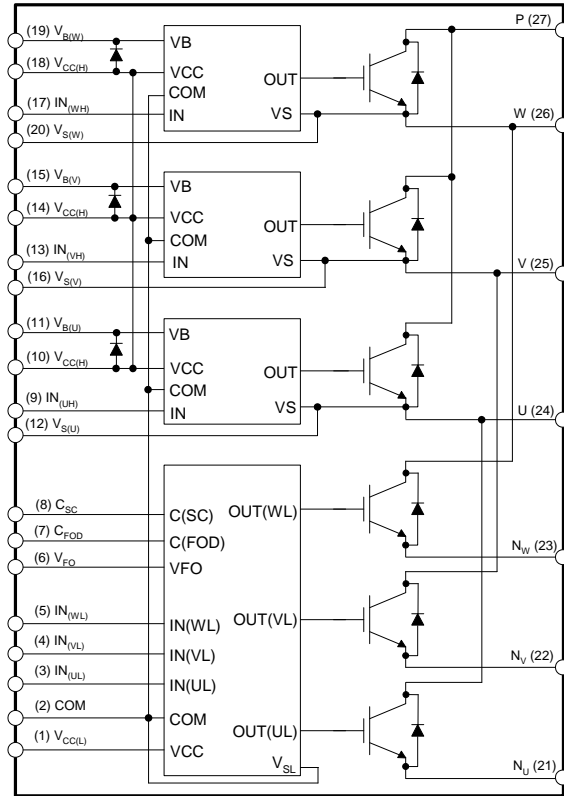 (19) VB(W)
(18) VCC(H)
(17) IN(WH)
(20) VS(W)
VB
VCC
COM
IN
OUT
VS
P (27)
W (26)
(15) VB(V)
(14) VCC(H)
(13) IN(VH)
(16) VS(V)
VB
VCC
COM
IN
OUT
VS
V (25)
(11) VB(U)
(10) VCC(H)
(9) IN(UH)
(12) VS(U)
VB
VCC
COM
IN
OUT
VS
U (24)
(8) CSC
(7) CFOD
(6) VFO
(5) IN(WL)
(4) IN(VL)
(3) IN(UL)
(2) COM
(1) VCC(L)
C(SC)
C(FOD)
VFO
IN(WL)
IN(VL)
IN(UL)
COM
VCC
OUT(WL)
OUT(VL)
OUT(UL)
VSL
NW (23)
NV (22)
NU (21)